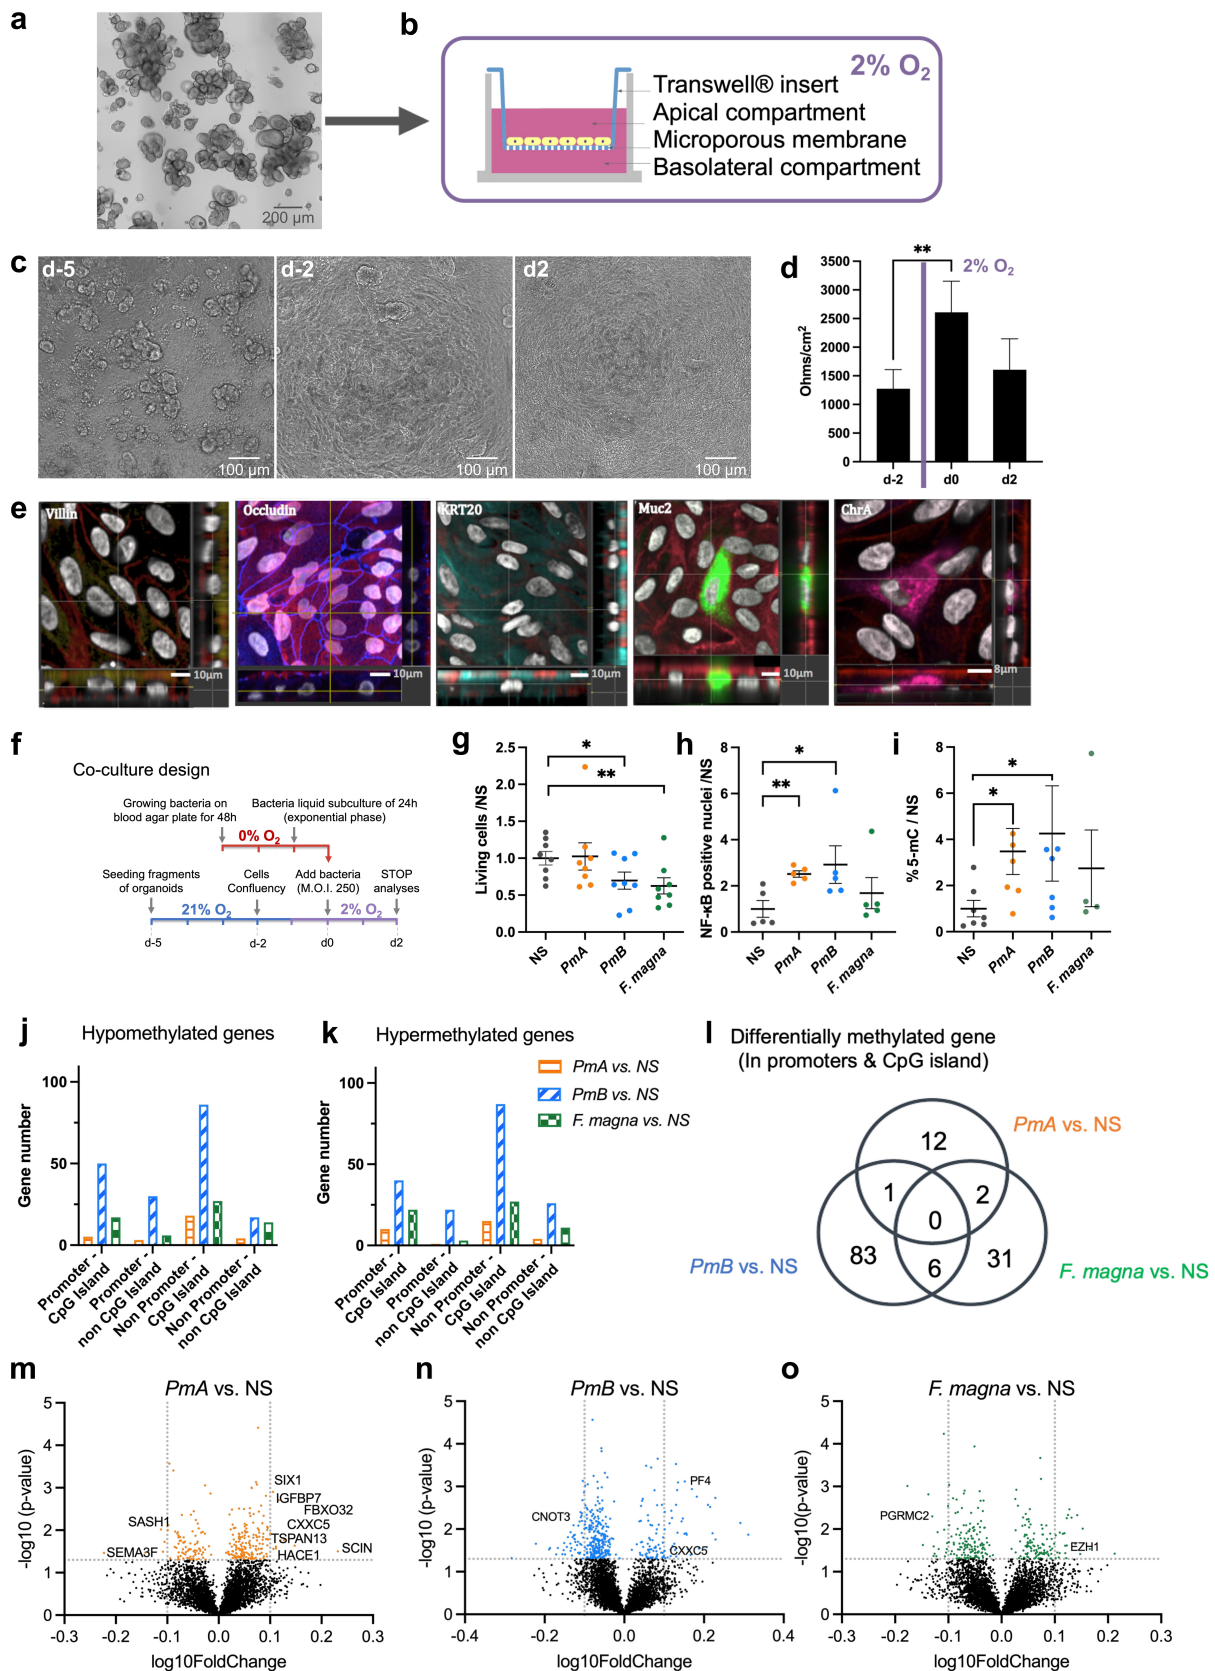 a
200 µm
b
2% O2
Transwell® insert
Apical compartment
Microporous membrane
Basolateral compartment
c
d-5
100 µm
d-2
100 µm
d2
100 µm
d
**
2% O2
Ohms/cm2
3500
3000
2500
2000
1500
1000
500
0
d-2
d0
d2
e
Villin
10µm
Occludin
10µm
KRT20
Muc2
10µm
ChrA
8µm
f
Co-culture design
Growing bacteria on
blood agar plate for 48h
Bacteria liquid subculture of 24h
(exponential phase)
0% O2
Seeding fragments
of organoids
Cells
Confluency
Add bacteria
(M.O.I. 250)
STOP
analyses
21% O2
2% O2
d-5
d-2
d0
d2
g
Living cells /NS
2.5
2.0
1.5
1.0
0.5
0.0
*
**
NS
PmA
PmB
F. magna
h
NF-κB positive nuclei /NS
8
6
4
2
0
*
**
NS
PmA
PmB
F. magna
i
% 5-mC / NS
8
6
4
2
0
*
*
NS
PmA
PmB
F. magna
j
Hypomethylated genes
Gene number
100
50
0
Promoter -
CpG Island
Promoter -
non CpG Island
Non Promoter -
CpG Island
Non Promoter -
non CpG Island
k
Hypermethylated genes
Gene number
100
50
0
Promoter -
CpG Island
Promoter -
non CpG Island
Non Promoter -
CpG Island
Non Promoter -
non CpG Island
PmA vs. NS
PmB vs. NS
F. magna vs. NS
l
Differentially methylated gene
(In promoters & CpG island)
PmA vs. NS
12
1
2
0
83
6
31
PmB vs. NS
F. magna vs. NS
m
PmA vs. NS
-log10 (p-value)
5
4
3
2
1
0
SIX1
IGFBP7
FBXO32
CXXC5
TSPAN13
HACE1
SCIN
SASH1
SEMA3F
-0.3
-0.2
-0.1
0.0
0.1
0.2
0.3
log10FoldChange
n
PmB vs. NS
-log10 (p-value)
5
4
3
2
1
0
PF4
CNOT3
CXXC5
-0.4
-0.2
0.0
0.2
0.4
log10FoldChange
o
F. magna vs. NS
-log10(p-value)
5
4
3
2
1
0
PGRMC2
EZH1
-0.3
-0.2
-0.1
0.0
0.1
0.2
0.3
log10FoldChange